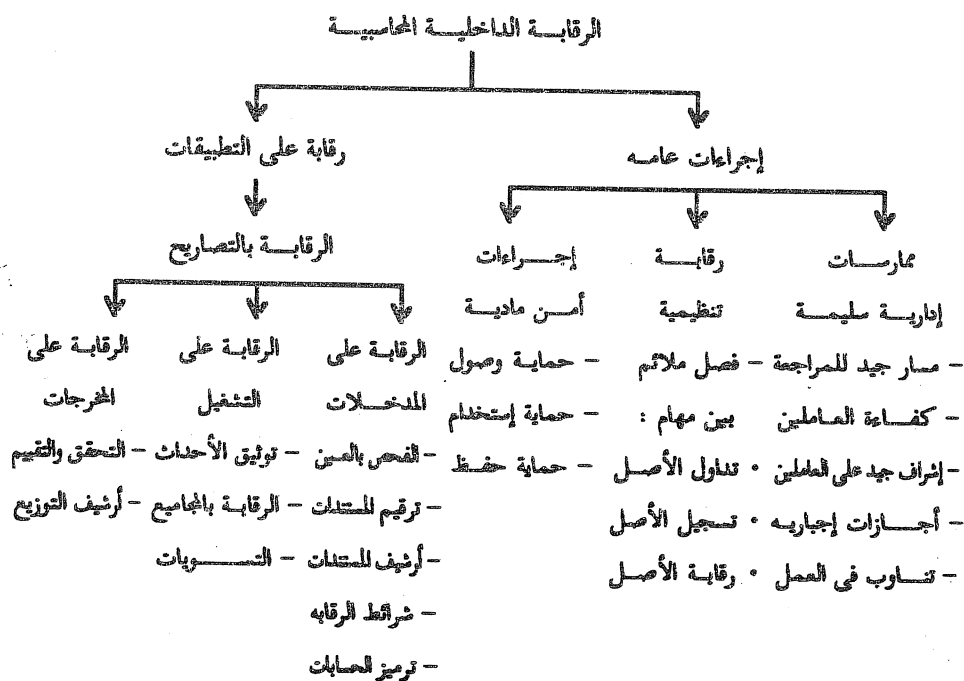 الرقابة الداخلية المحاسبية
إجراءات عامه
رقابة على التطبيقات
الرقابة بالتصاريح
ممارسات
إدارية سليمة
- مسار جيد للمراجعة
- كفاءة العاملين
- إشراف جيد على العاملين
- أجازات إجباريه
- تناوب فى العمل
رقابة
تنظيمية
- فصل ملائم
بين مهام :
• تداول الأصل
• تسجيل الأصل
• رقابة الأصل
إجراءات
أمن مادية
- حماية وصول
- حماية إستخدام
- حماية حفظ
الرقابة على
المدخلات
- الفحص بالعين
- ترقيم المستندات
- أرشيف المستندات
- شرائط الرقابه
- ترميز الحسابات
الرقابة على
التشغيل
- توثيق الأحداث
- الرقابة بالمجاميع
- التسويات
الرقابة على
المخرجات
- التحقق والتقييم
- أرشيف التوزيع